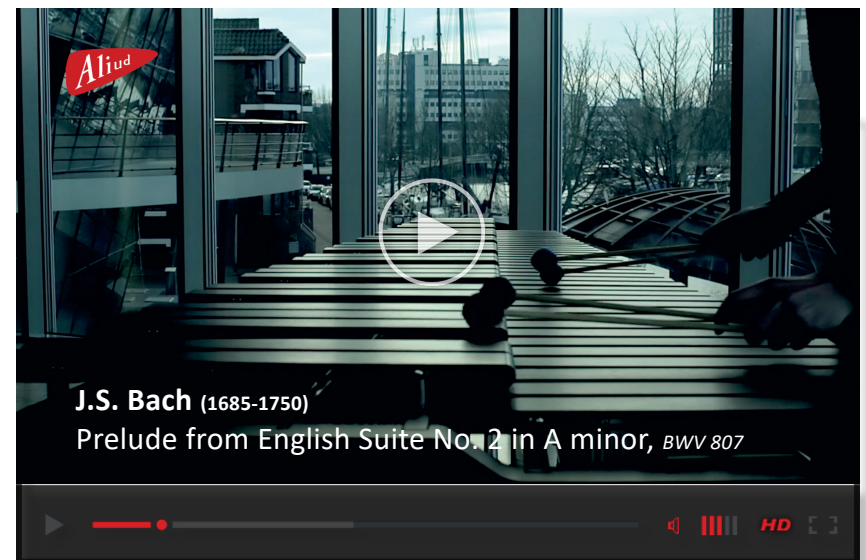 Aliud
J.S. Bach (1685-1750)
Prelude from English Suite No. 2 in A minor, BWV 807
HD